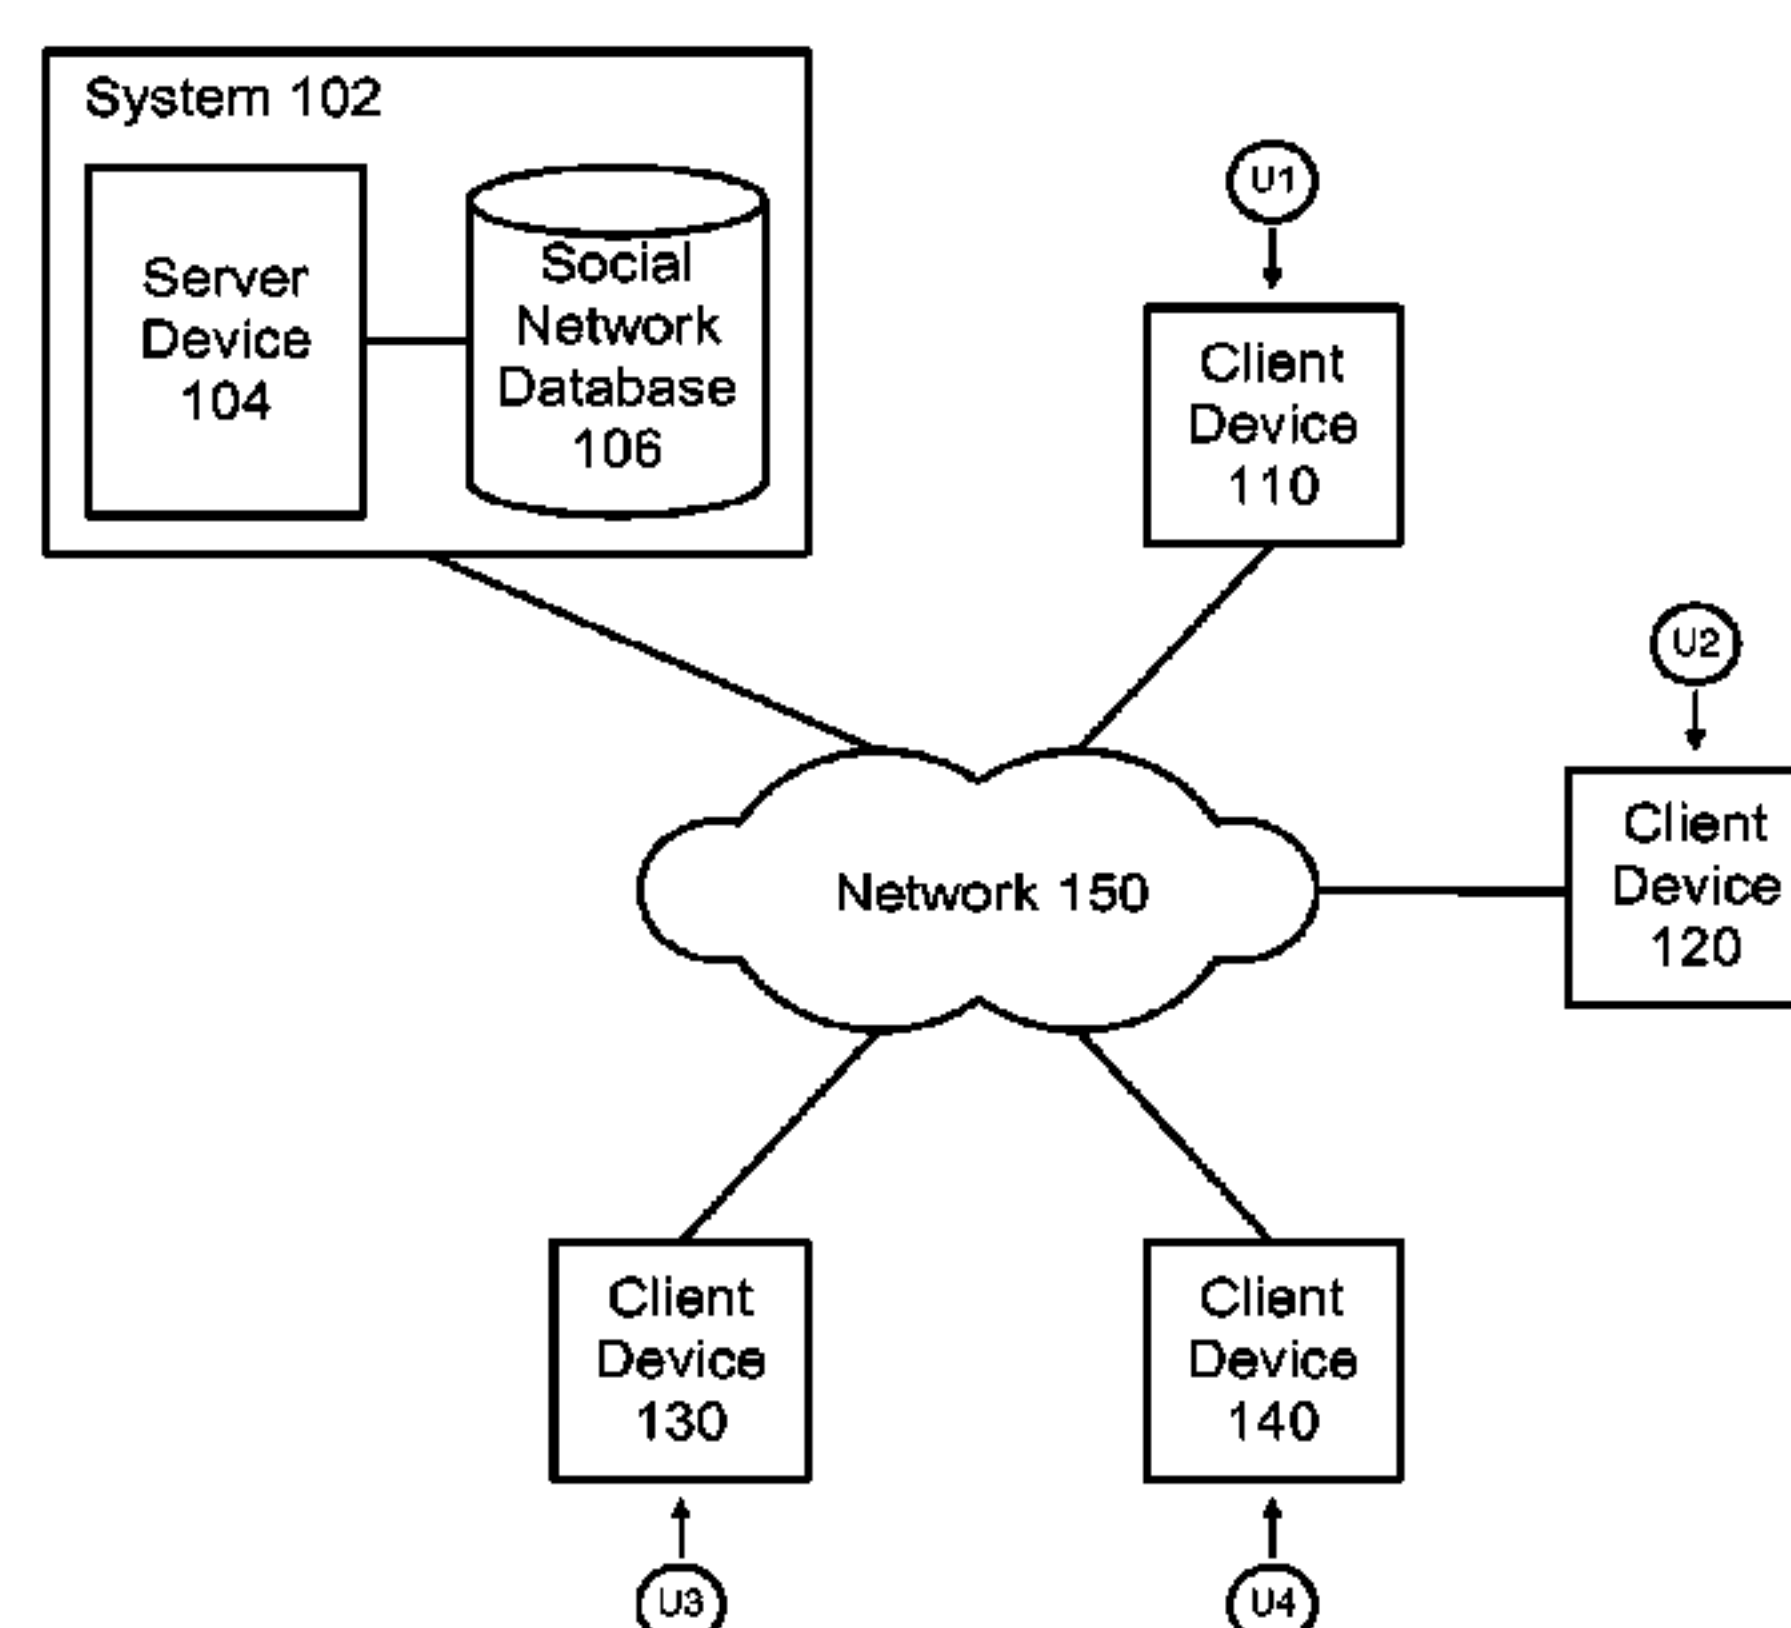 System 102
Server
Device
104
Social
Network
Database
106
U1
Client
Device
110
U2
Client
Device
120
Network 150
Client
Device
130
Client
Device
140
U3
U4